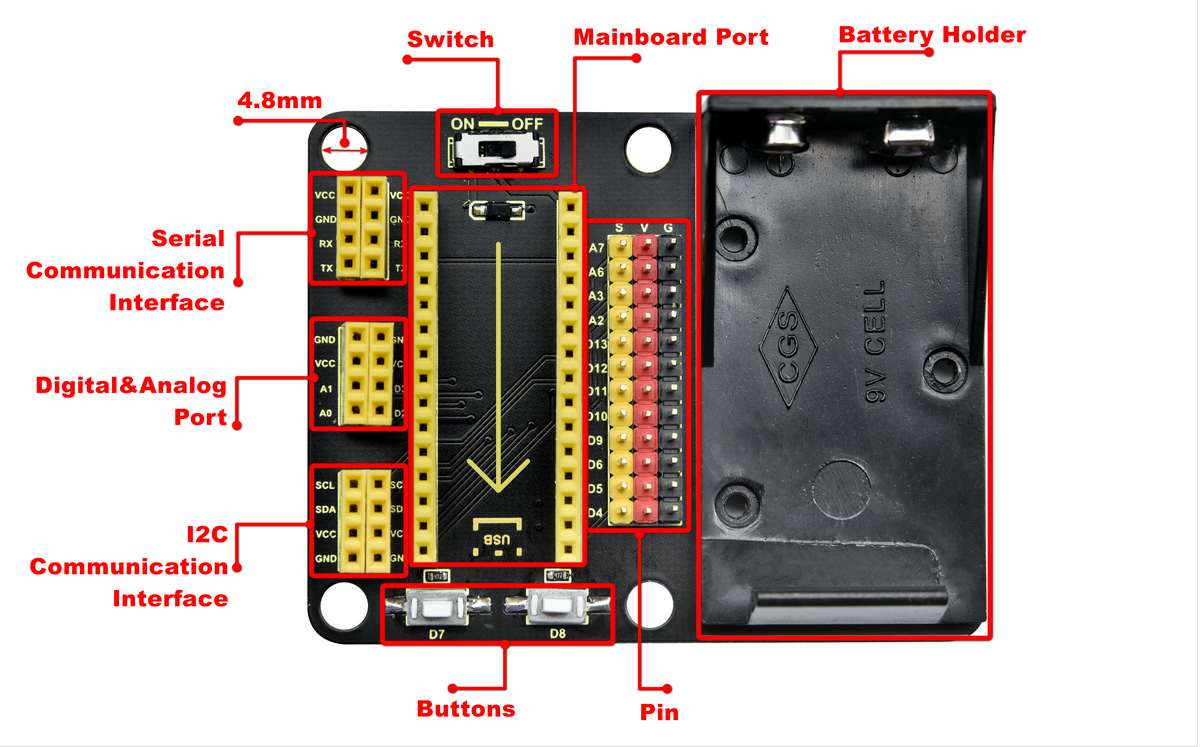 Switch
Mainboard Port
Battery Holder
4.8mm
ON OFF
VCC VC
GND GN
RX RX
TX TX
Serial
Communication
Interface
S V G
A7
A6
A3
A2
D13
D12
D11
D10
D9
D6
D5
D4
GND GN
VCC VC
A1 D3
A0 D2
Digital&Analog
Port
CGS
9V CELL
SCL SC
SDA SD
VCC VC
GND GN
I2C
Communication
Interface
USB
D7 D8
Buttons
Pin